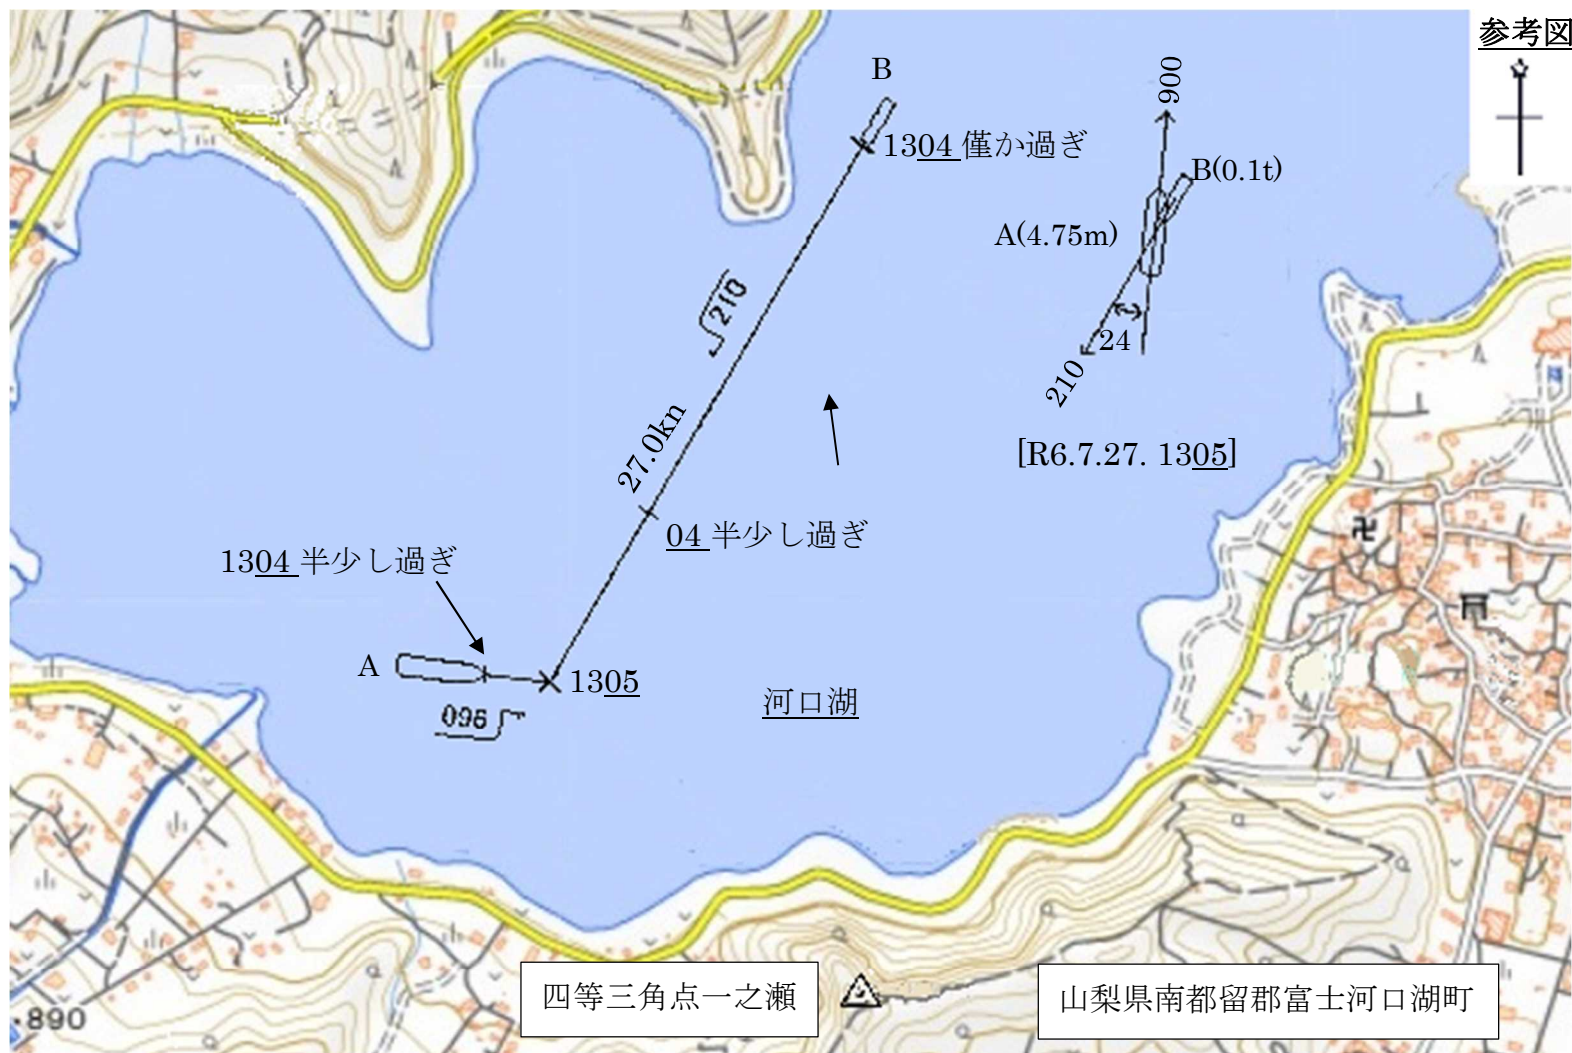 参考図
B
1304 僅か過ぎ
900
B(0.1t)
A(4.75m)
210
24
210
27.0kn
[R6.7.27. 1305]
04 半少し過ぎ
1304 半少し過ぎ
A
1305
096
河口湖
四等三角点一之瀬
山梨県南都留郡富士河口湖町
890